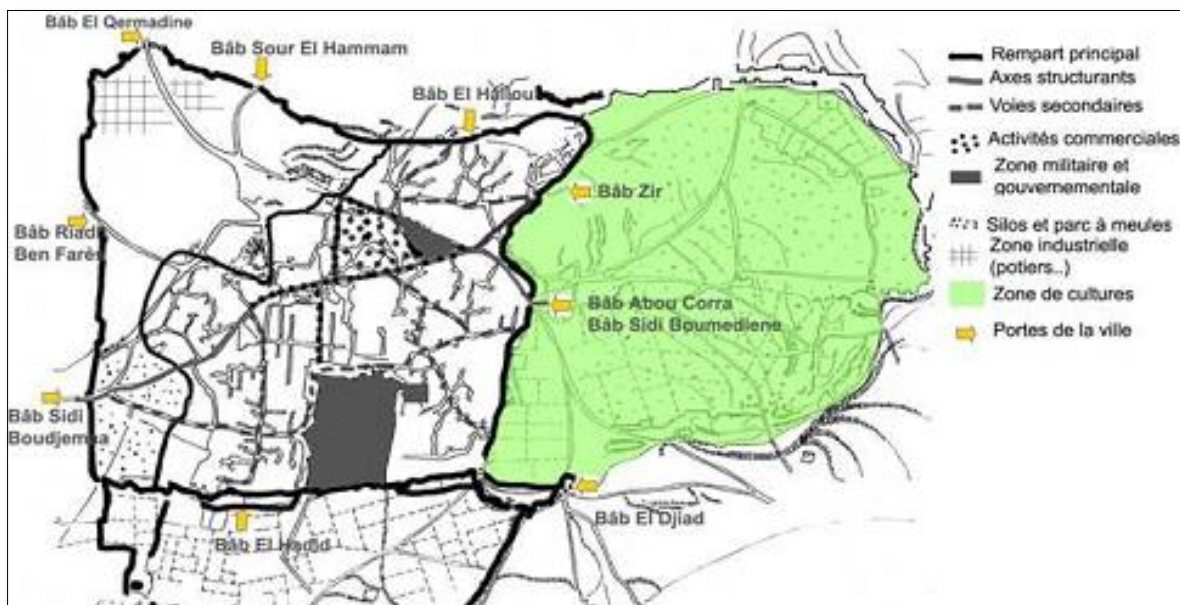 Bâb El Qermadine
Bâb Sour El Hammam
Bâb El Hallou
Bâb Zir
Bâb Riad
Ben Farès
Bâb Abou Corra
Bâb Sidi Boumediene
Bâb Sidi
Boudjemaa
Bâb El Hadid
Bâb El Djiad
Rempart principal
Axes structurants
Voies secondaires
Activités commerciales
Zone militaire et
gouvernementale
Silos et parc à meules
Zone industrielle
(potiers..)
Zone de cultures
Portes de la ville